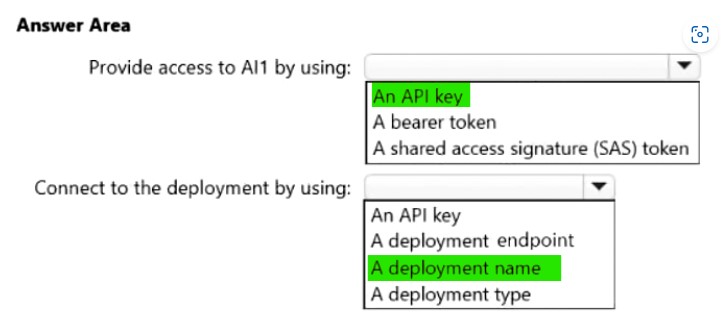 Answer Area
Provide access to AI1 by using:
An API key
A bearer token
A shared access signature (SAS) token
Connect to the deployment by using:
An API key
A deployment endpoint
A deployment name
A deployment type